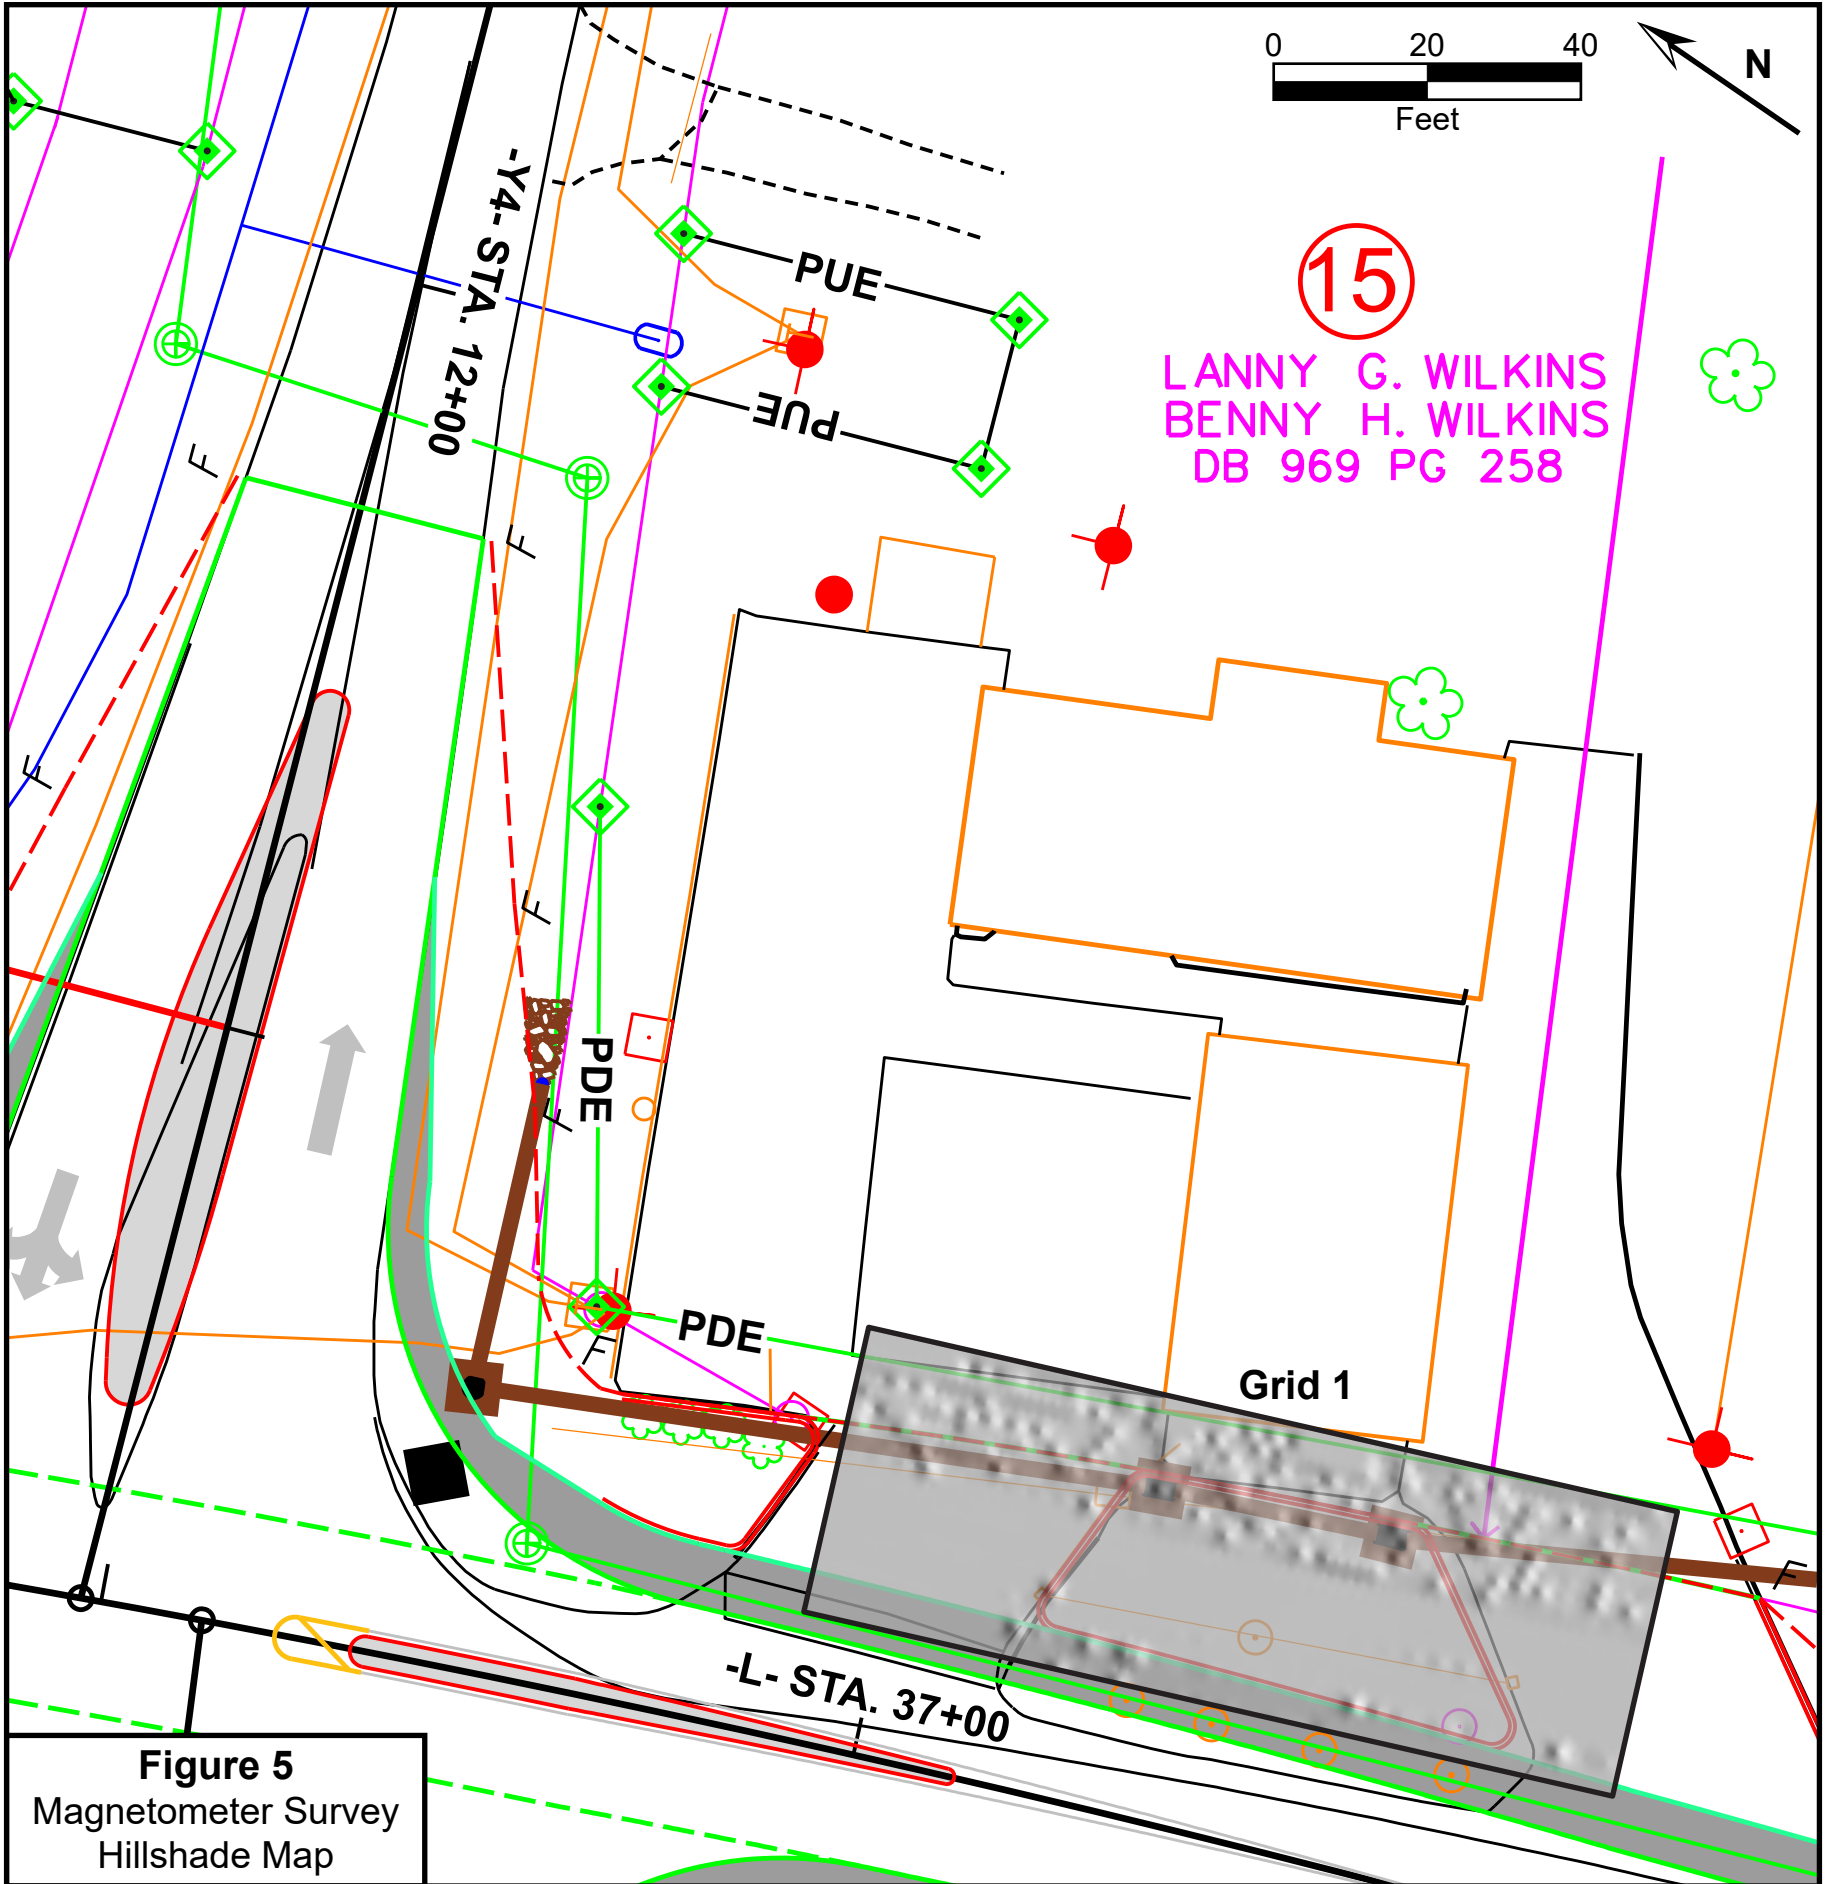 0 20 40
Feet
N
-Y4- STA. 12+00
PUE
PUE
15
LANNY G. WILKINS
BENNY H. WILKINS
DB 969 PG 258
F
F
F
F
PDE
F
PDE
F
Grid 1
F
-L- STA. 37+00
Figure 5
Magnetometer Survey
Hillshade Map